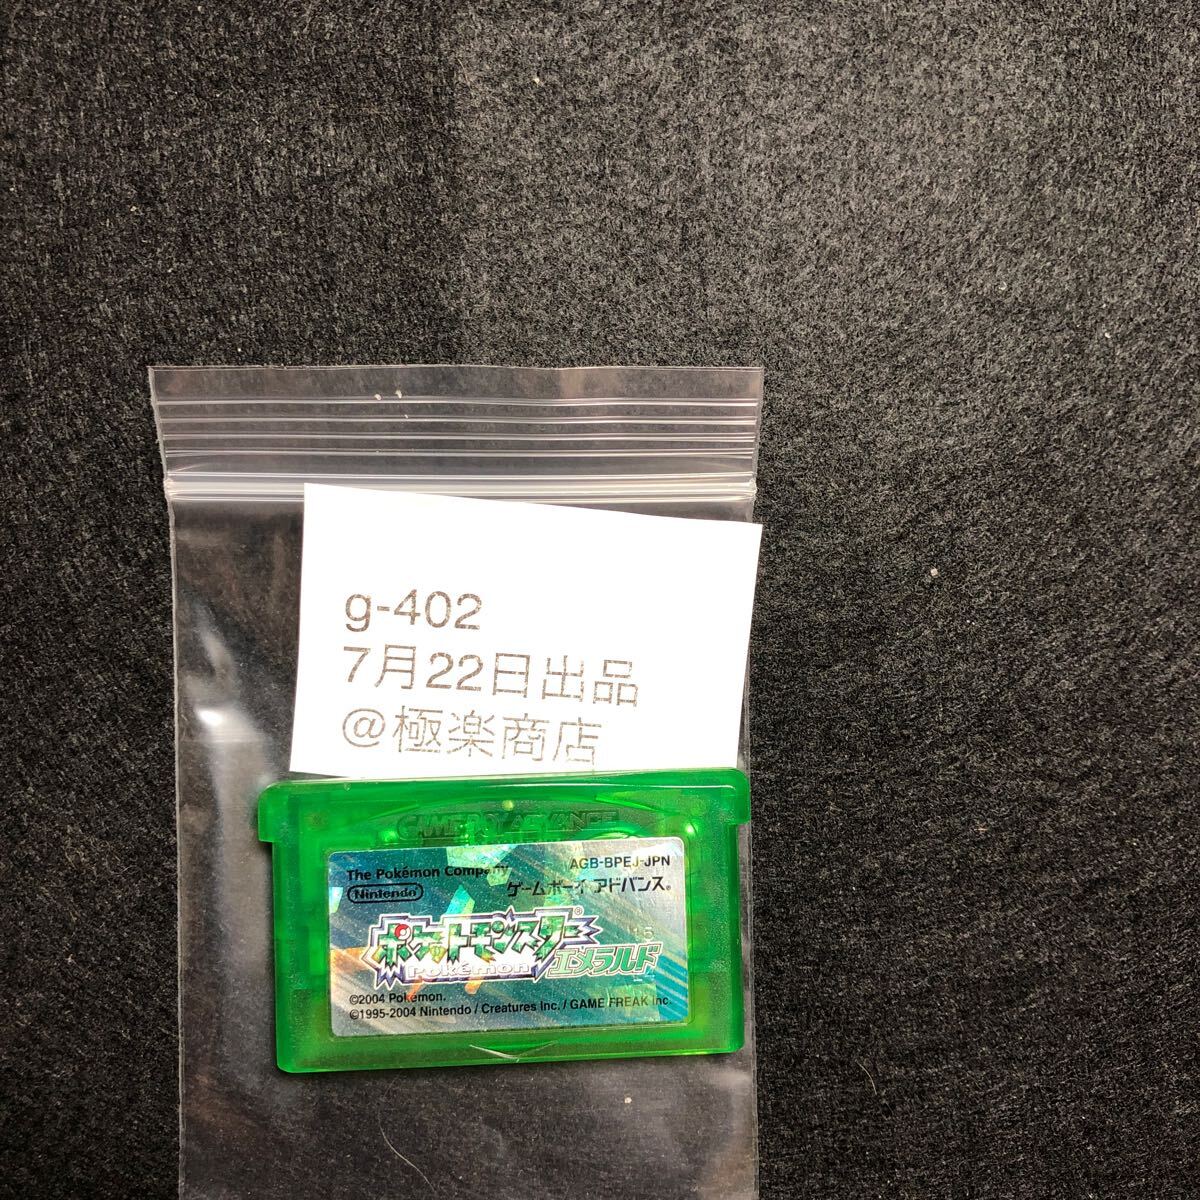 g-402
7月22日出品
@極楽商店
GAME BOY ADVANCE
The Pokémon Company
AGB-BPEJ-JPN
Nintendo
ゲームボーイ アドバンス®
ポケットモンスター®
Pokémon
エメラルド
©2004 Pokémon.
©1995-2004 Nintendo / Creatures Inc. / GAME FREAK inc.